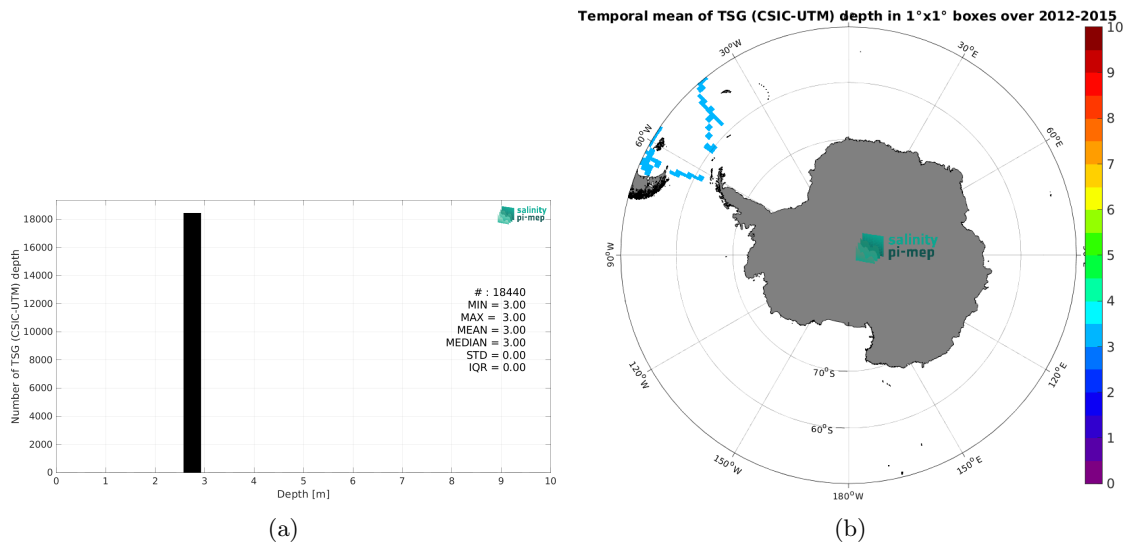 Number of TSG (CSIC-UTM) depth
18000
16000
14000
12000
10000
8000
6000
4000
2000
0
salinity
pi-mep
# : 18440
MIN = 3.00
MAX = 3.00
MEAN = 3.00
MEDIAN = 3.00
STD = 0.00
IQR = 0.00
0 1 2 3 4 5 6 7 8 9 10
Depth [m]
(a)
Temporal mean of TSG (CSIC-UTM) depth in 1°x1° boxes over 2012-2015
30°W
30°E
60°W
60°E
90°W
salinity
pi-mep
120°W
120°E
70°S
60°S
150°W
150°E
180°W
10
9
8
7
6
5
4
3
2
1
0
(b)